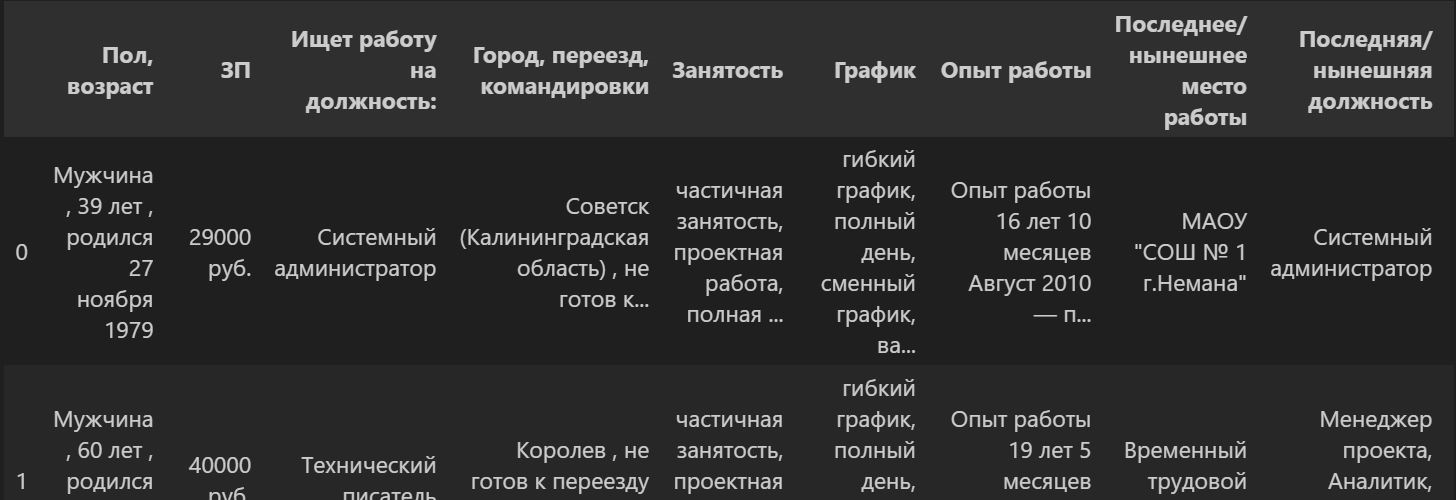 Пол,
возраст
ЗП
Ищет работу
на
должность:
Город, переезд,
командировки
Занятость
График
Опыт работы
Последнее/
нынешнее
место
работы
Последняя/
нынешняя
должность
0
Мужчина
, 39 лет ,
родился
27
ноября
1979
29000
руб.
Системный
администратор
Советск
(Калининградская
область) , не
готов к...
частичная
занятость,
проектная
работа,
полная ...
гибкий
график,
полный
день,
сменный
график,
ва...
Опыт работы
16 лет 10
месяцев
Август 2010
— п...
МАОУ
"СОШ № 1
г.Немана"
Системный
администратор
1
Мужчина
, 60 лет ,
родился
40000
руб.
Технический
писатель
Королев , не
готов к переезду
частичная
занятость,
проектная
гибкий
график,
полный
день,
Опыт работы
19 лет 5
месяцев
Временный
трудовой
Менеджер
проекта,
Аналитик,